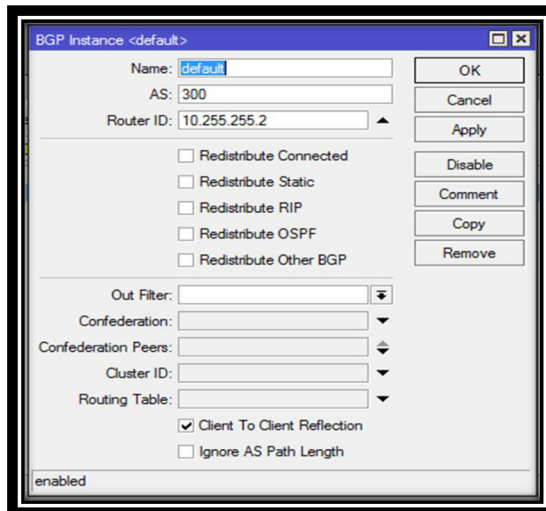 BGP Instance <default>
Name: default
OK
AS: 300
Cancel
Router ID: 10.255.255.2
Apply
Redistribute Connected
Disable
Redistribute Static
Comment
Redistribute RIP
Copy
Redistribute OSPF
Remove
Redistribute Other BGP
Out Filter:
Confederation:
Confederation Peers:
Cluster ID:
Routing Table:
Client To Client Reflection
Ignore AS Path Length
enabled